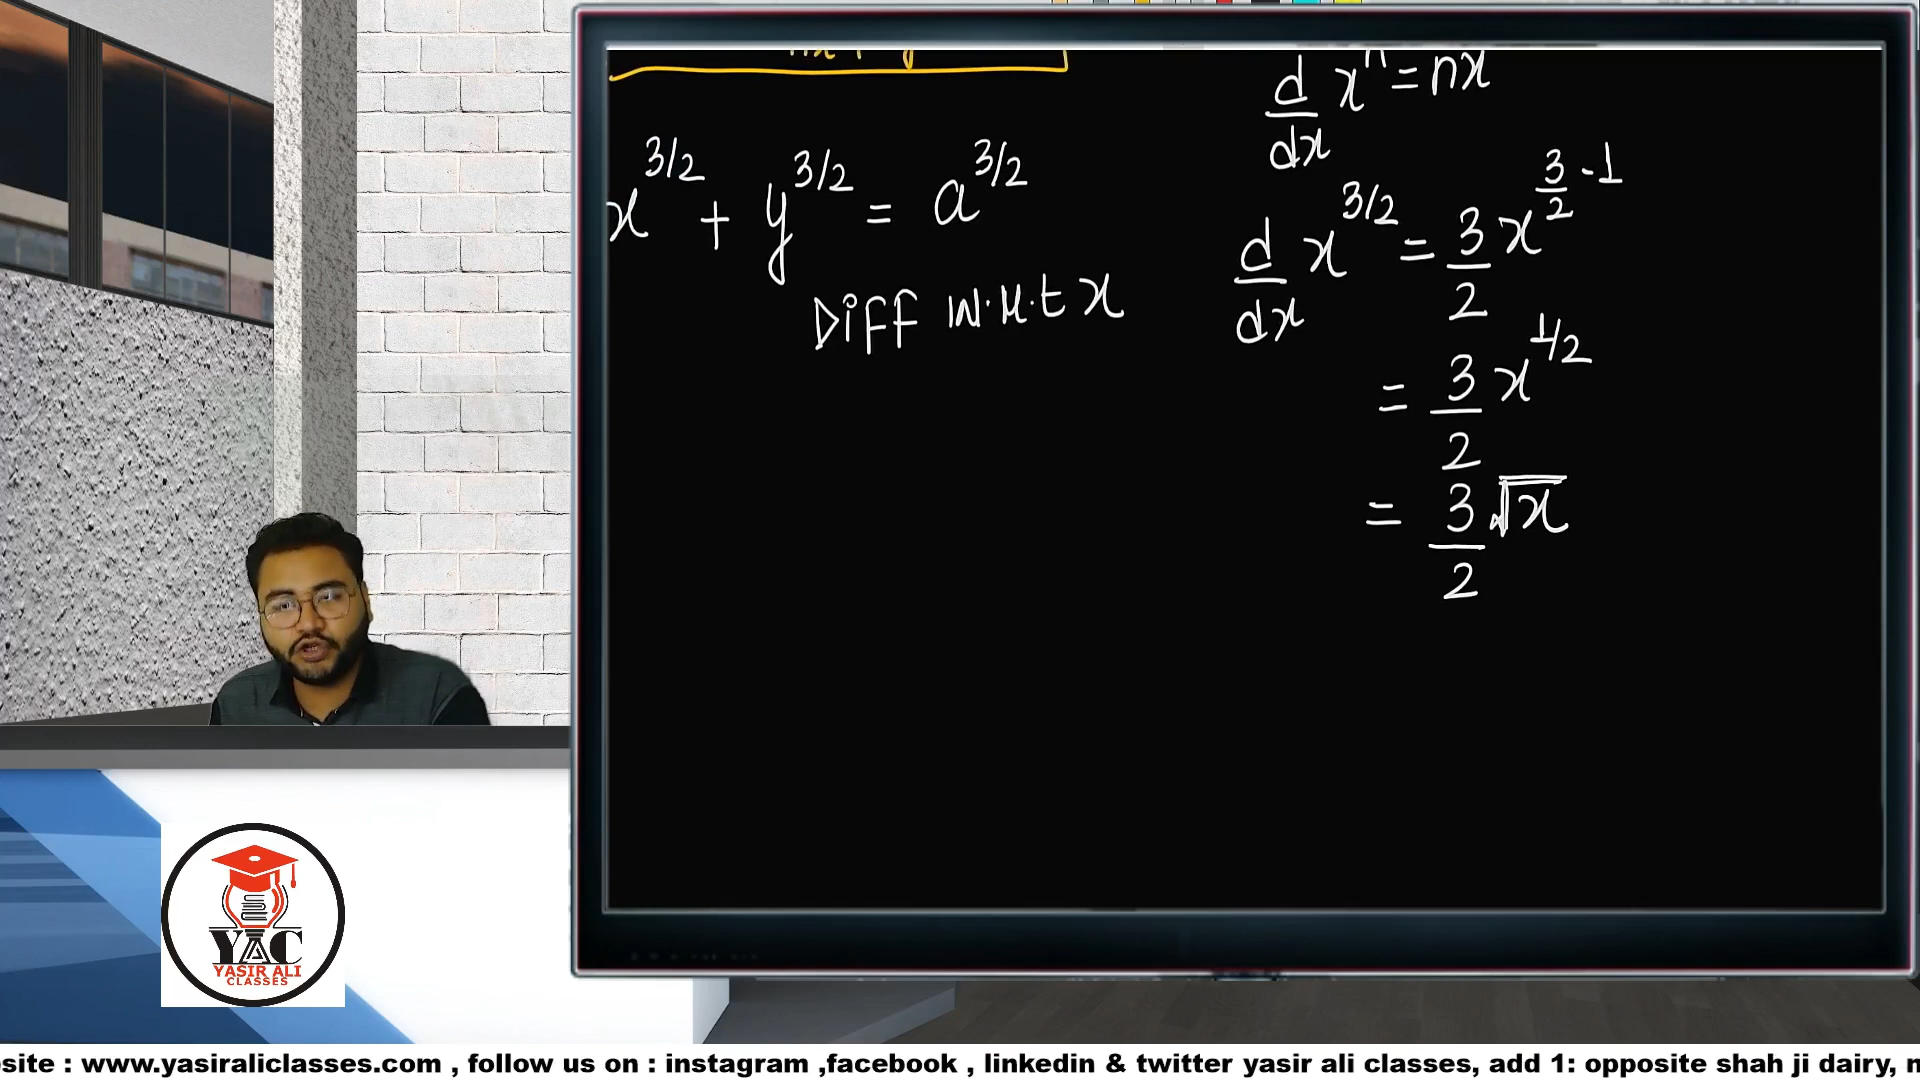 d/dx xⁿ = nx
x^3/2 + y^3/2 = a^3/2
Diff w.r.t x
d/dx x^3/2 = 3/2 x^3/2 - 1
= 3/2 x^1/2
= 3/2 √x
YAC
YASIR ALI
CLASSES
site : www.yasiraliclasses.com , follow us on : instagram ,facebook , linkedin & twitter yasir ali classes, add 1: opposite shah ji dairy,